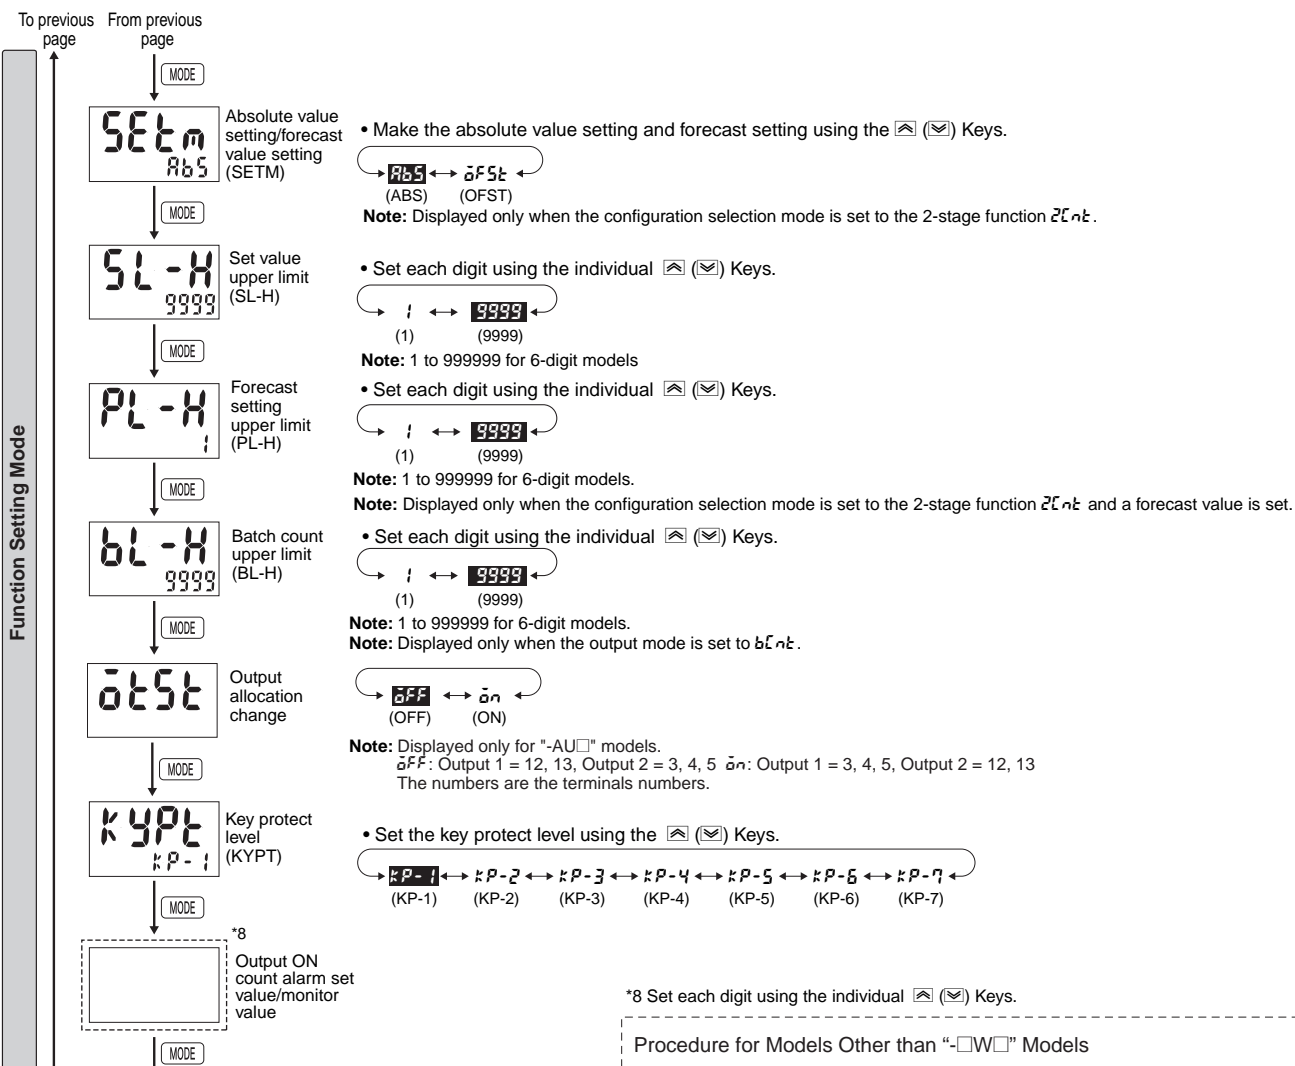 To previous page
From previous page
MODE
Function Setting Mode
SEtm
AbS
Absolute value
setting/forecast
value setting
(SETM)
• Make the absolute value setting and forecast setting using the (  ) Keys.
AbS oFSt
(ABS) (OFST)
Note: Displayed only when the configuration selection mode is set to the 2-stage function 2Cnt.
MODE
SL-H
9999
Set value
upper limit
(SL-H)
• Set each digit using the individual (  ) Keys.
1 9999
(1) (9999)
Note: 1 to 999999 for 6-digit models
MODE
PL-H
1
Forecast
setting
upper limit
(PL-H)
• Set each digit using the individual (  ) Keys.
1 9999
(1) (9999)
Note: 1 to 999999 for 6-digit models.
Note: Displayed only when the configuration selection mode is set to the 2-stage function 2Cnt and a forecast value is set.
MODE
bL-H
9999
Batch count
upper limit
(BL-H)
• Set each digit using the individual (  ) Keys.
1 9999
(1) (9999)
Note: 1 to 999999 for 6-digit models.
Note: Displayed only when the output mode is set to bCnt.
MODE
otSt
Output
allocation
change
oFF on
(OFF) (ON)
Note: Displayed only for "-AU□" models.
oFF: Output 1 = 12, 13, Output 2 = 3, 4, 5 on: Output 1 = 3, 4, 5, Output 2 = 12, 13
The numbers are the terminals numbers.
MODE
KYPt
KP-1
Key protect
level
(KYPT)
• Set the key protect level using the (  ) Keys.
KP-1 KP-2 KP-3 KP-4 KP-5 KP-6 KP-7
(KP-1) (KP-2) (KP-3) (KP-4) (KP-5) (KP-6) (KP-7)
MODE
*8
Output ON
count alarm set
value/monitor
value
*8 Set each digit using the individual (  ) Keys.
MODE
Procedure for Models Other than “-□W□” Models